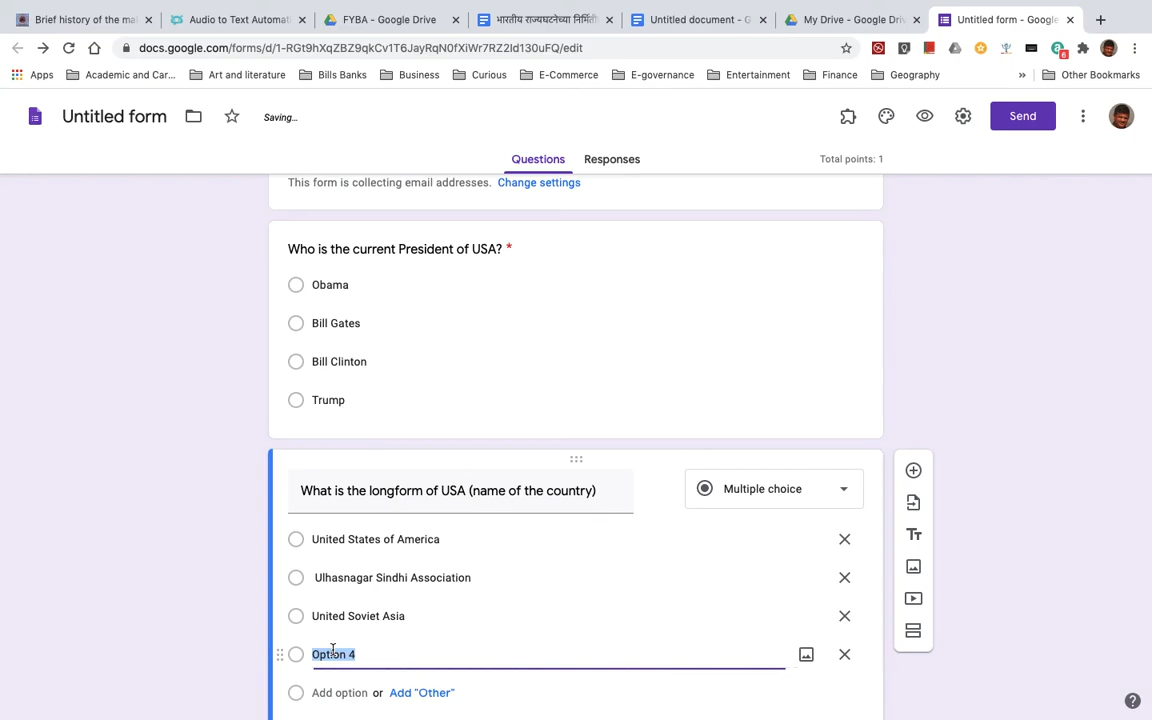 Brief history of the ma
Audio to Text Automat
FYBA - Google Drive
भारतीय राज्यघटनेच्या निर्मिती
Untitled document - G
My Drive - Google Dri
Untitled form - Google
docs.google.com/forms/d/1-RGt9hXqZBZ9qkCv1T6JayRqN0fXiWr7RZ2Id130uFQ/edit
6
Apps
Academic and Car...
Art and literature
Bills Banks
Business
Curious
E-Commerce
E-governance
Entertainment
Finance
Geography
»
Other Bookmarks
Untitled form
Saving...
Send
Questions
Responses
Total points: 1
This form is collecting email addresses. Change settings
Who is the current President of USA? *
Obama
Bill Gates
Bill Clinton
Trump
What is the longform of USA (name of the country)
Multiple choice
United States of America
Ulhasnagar Sindhi Association
United Soviet Asia
Option 4
Add option or Add "Other"